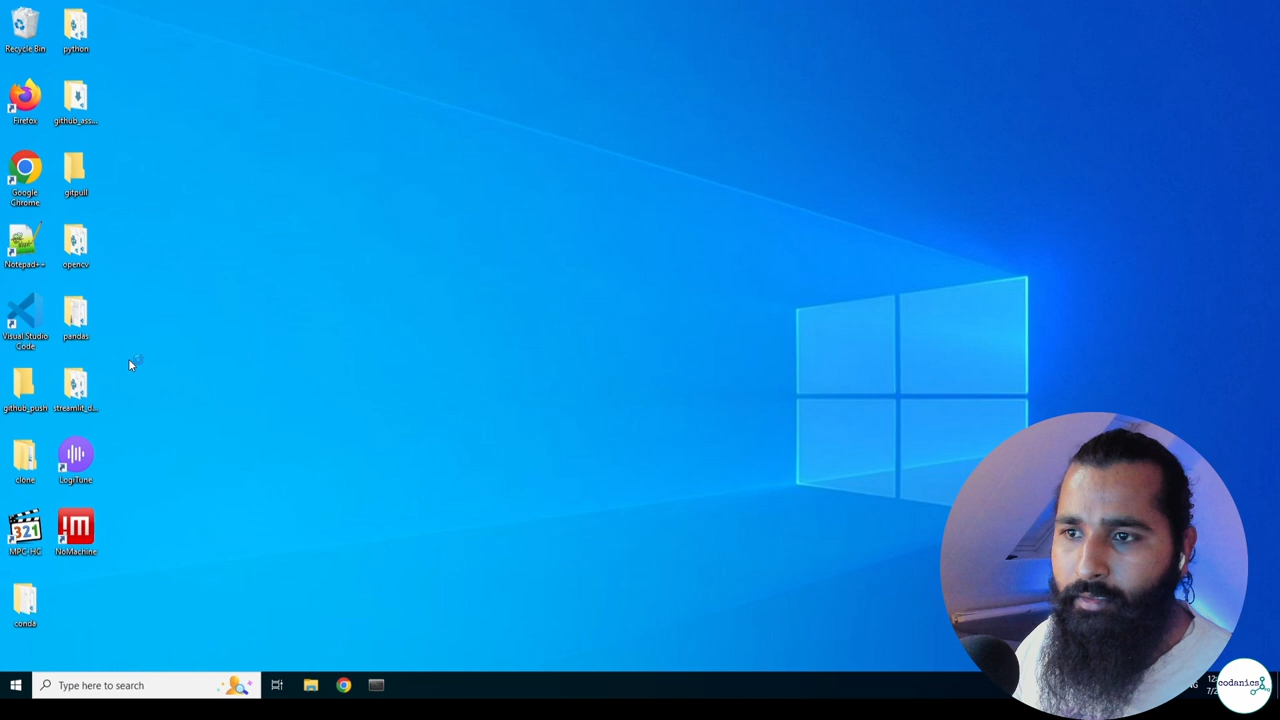 Recycle Bin
python
Firefox
github_ass...
Google
Chrome
gitpull
Notepad++
opencv
Visual Studio
Code
pandas
github_push
streamlit_d...
clone
LogiTune
321
MPC-HC
!M
NoMachine
conda
Type here to search
codanics